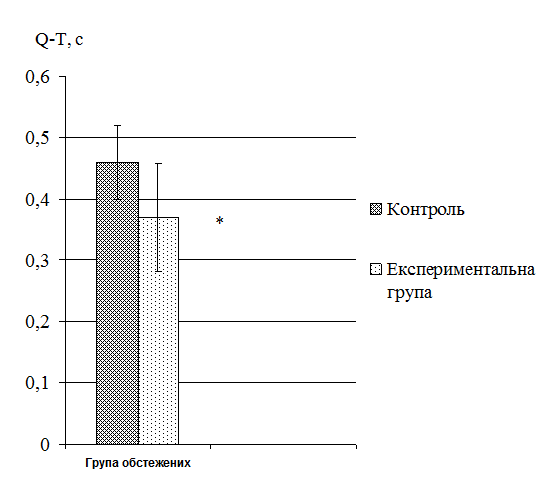 Q-T, с
0,6
0,5
0,4
0,3
0,2
0,1
0
*
Група обстежених
Контроль
Експериментальна
група